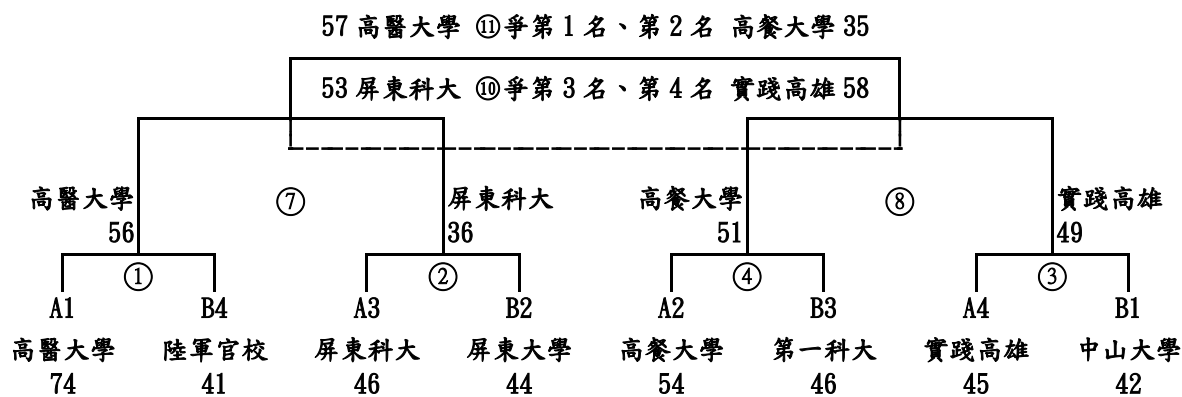 57 高醫大學 ⑪爭第 1 名、第 2 名 高餐大學 35
53 屏東科大 ⑩爭第 3 名、第 4 名 實踐高雄 58
高醫大學 ⑦ 屏東科大 高餐大學 ⑧ 實踐高雄
56 36 51 49
① ② ④ ③
A1 B4 A3 B2 A2 B3 A4 B1
高醫大學 陸軍官校 屏東科大 屏東大學 高餐大學 第一科大 實踐高雄 中山大學
74 41 46 44 54 46 45 42